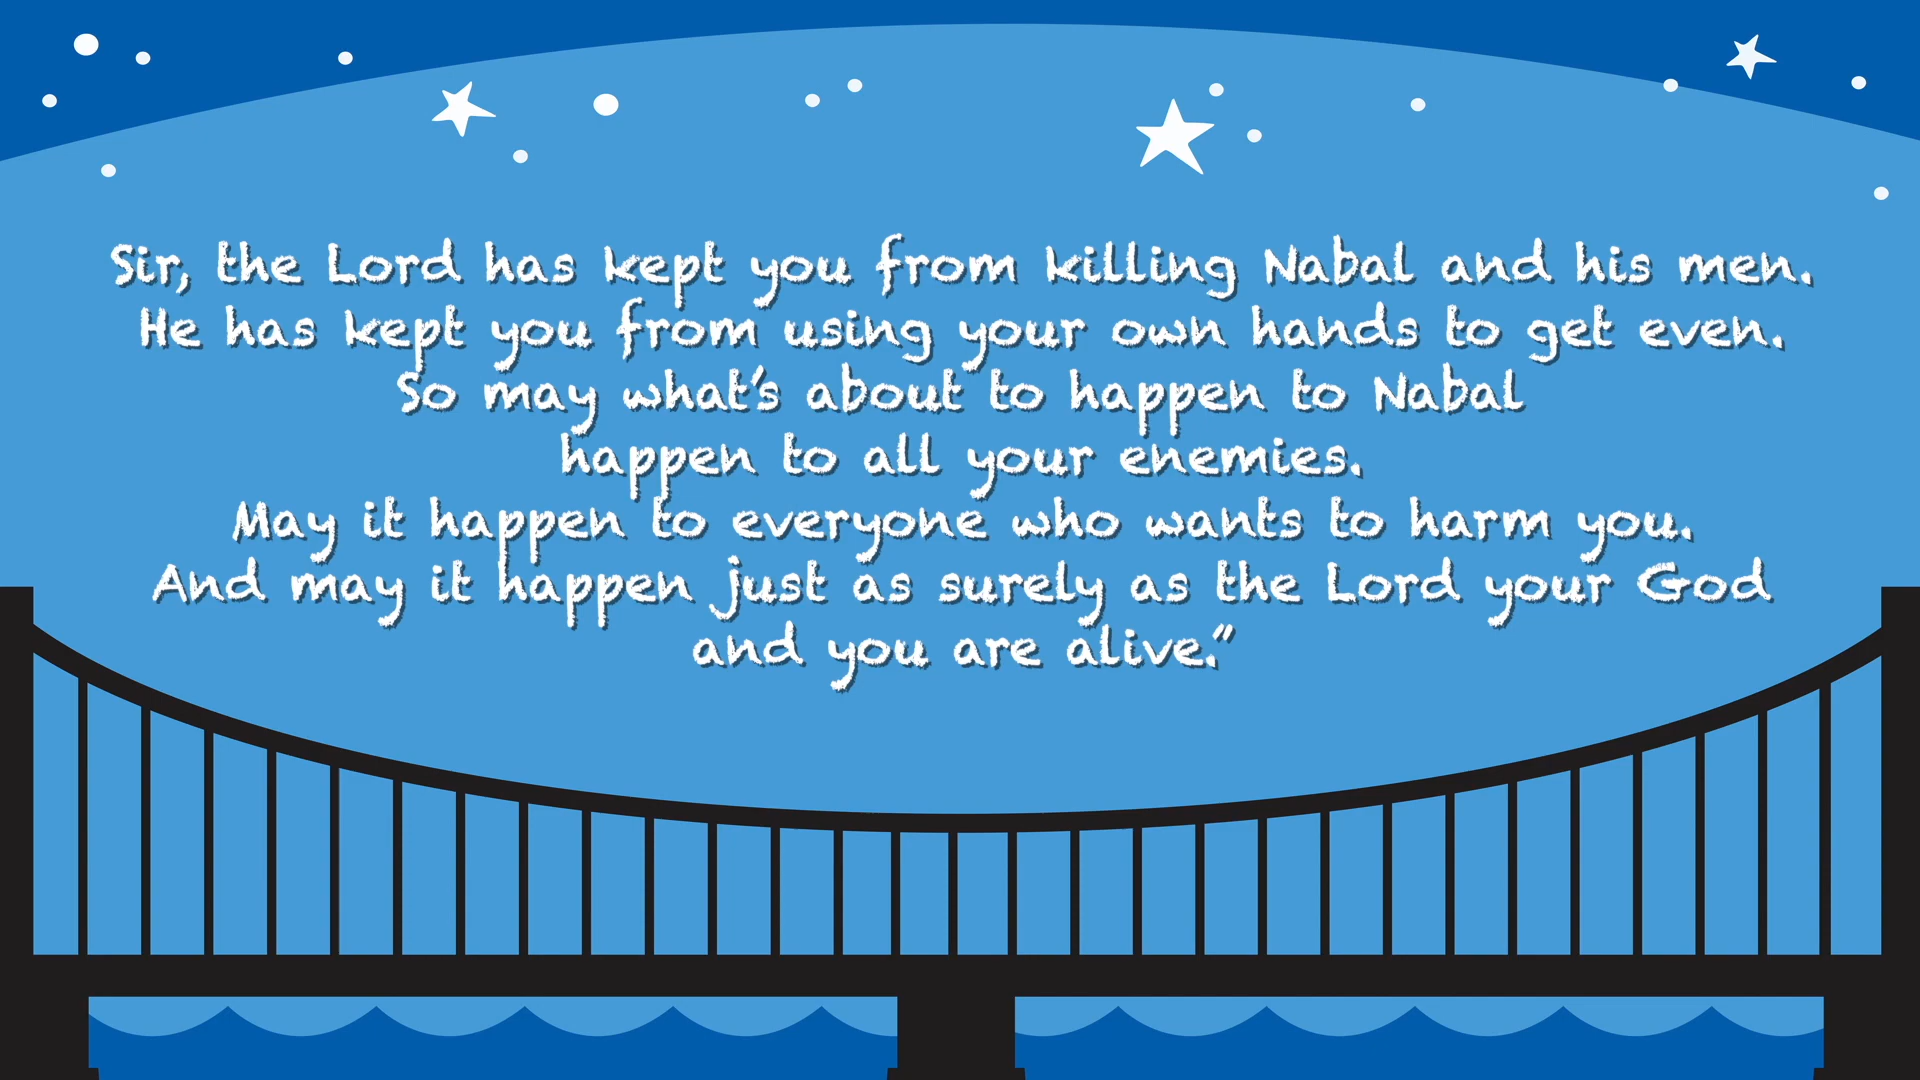 Sir, the Lord has kept you from killing Nabal and his men.
He has kept you from using your own hands to get even.
So may what's about to happen to Nabal
happen to all your enemies.
May it happen to everyone who wants to harm you.
And may it happen just as surely as the Lord your God
and you are alive."